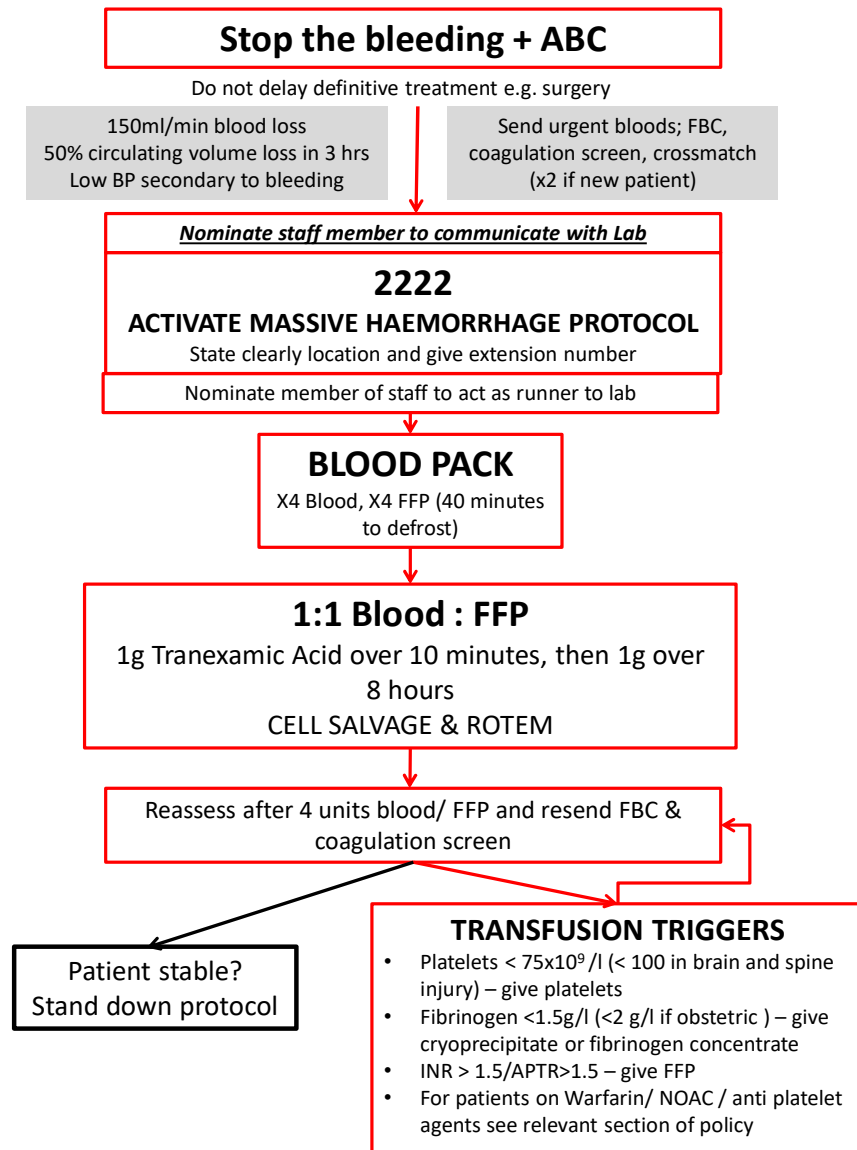 Stop the bleeding + ABC
Do not delay definitive treatment e.g. surgery
150ml/min blood loss
50% circulating volume loss in 3 hrs
Low BP secondary to bleeding
Send urgent bloods; FBC,
coagulation screen, crossmatch
(x2 if new patient)
Nominate staff member to communicate with Lab
2222
ACTIVATE MASSIVE HAEMORRHAGE PROTOCOL
State clearly location and give extension number
Nominate member of staff to act as runner to lab
BLOOD PACK
X4 Blood, X4 FFP (40 minutes
to defrost)
1:1 Blood : FFP
1g Tranexamic Acid over 10 minutes, then 1g over
8 hours
CELL SALVAGE & ROTEM
Reassess after 4 units blood/ FFP and resend FBC &
coagulation screen
Patient stable?
Stand down protocol
TRANSFUSION TRIGGERS
• Platelets < 75x10⁹ /l (< 100 in brain and spine
injury) – give platelets
• Fibrinogen <1.5g/l (<2 g/l if obstetric ) – give
cryoprecipitate or fibrinogen concentrate
• INR > 1.5/APTR>1.5 – give FFP
• For patients on Warfarin/ NOAC / anti platelet
agents see relevant section of policy